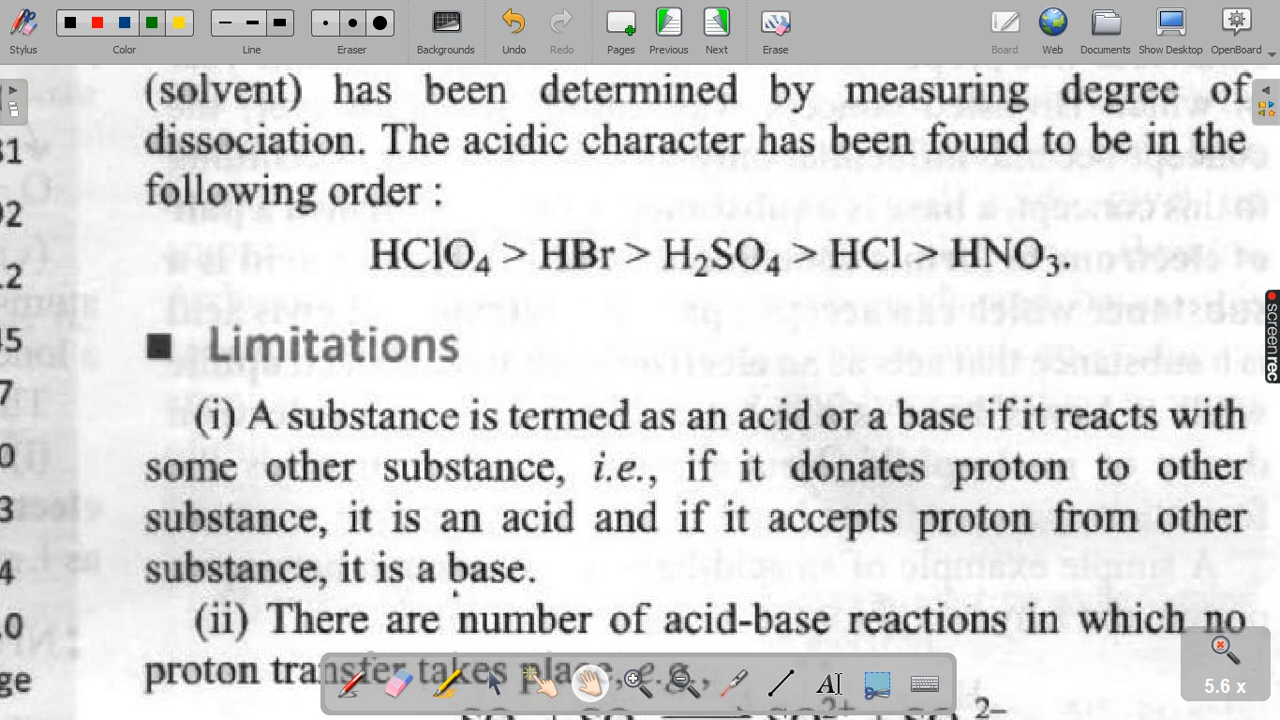 Stylus Color Line Eraser Backgrounds Undo Redo Pages Previous Next Erase Board Web Documents Show Desktop OpenBoard
(solvent) has been determined by measuring degree of
dissociation. The acidic character has been found to be in the
following order :
HClO₄ > HBr > H₂SO₄ > HCl > HNO₃.
■ Limitations
(i) A substance is termed as an acid or a base if it reacts with
some other substance, i.e., if it donates proton to other
substance, it is an acid and if it accepts proton from other
substance, it is a base.
(ii) There are number of acid-base reactions in which no
proton transfer takes place, e.g.,
screenrec
5.6 x